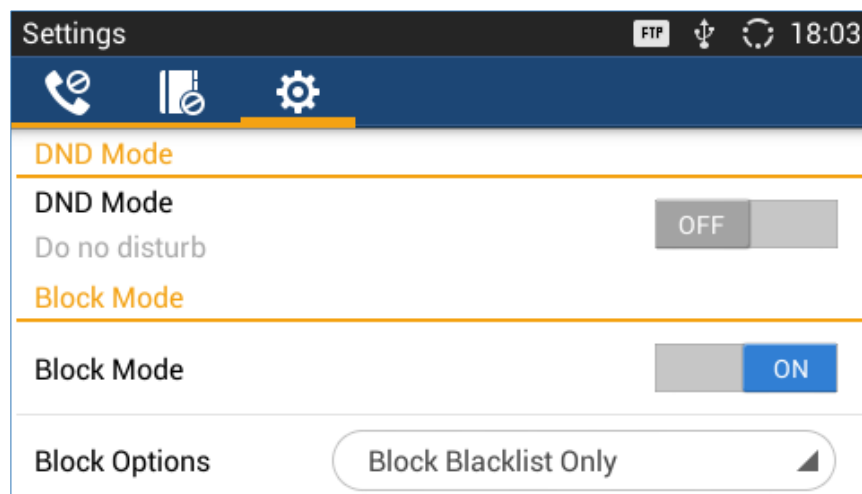 Settings FTP 18:03
DND Mode
DND Mode OFF
Do no disturb
Block Mode
Block Mode ON
Block Options Block Blacklist Only